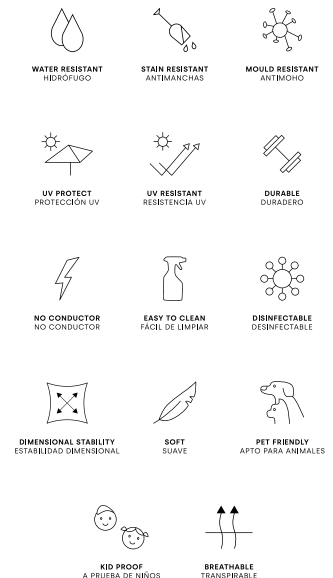 WATER RESISTANT
HIDRÓFUGO
STAIN RESISTANT
ANTIMANCHAS
MOULD RESISTANT
ANTIMOHO
UV PROTECT
PROTECCIÓN UV
UV RESISTANT
RESISTENCIA UV
DURABLE
DURADERO
NO CONDUCTOR
NO CONDUCTOR
EASY TO CLEAN
FÁCIL DE LIMPIAR
DISINFECTABLE
DESINFECTABLE
DIMENSIONAL STABILITY
ESTABILIDAD DIMENSIONAL
SOFT
SUAVE
PET FRIENDLY
APTO PARA ANIMALES
KID PROOF
A PRUEBA DE NIÑOS
BREATHABLE
TRANSPIRABLE